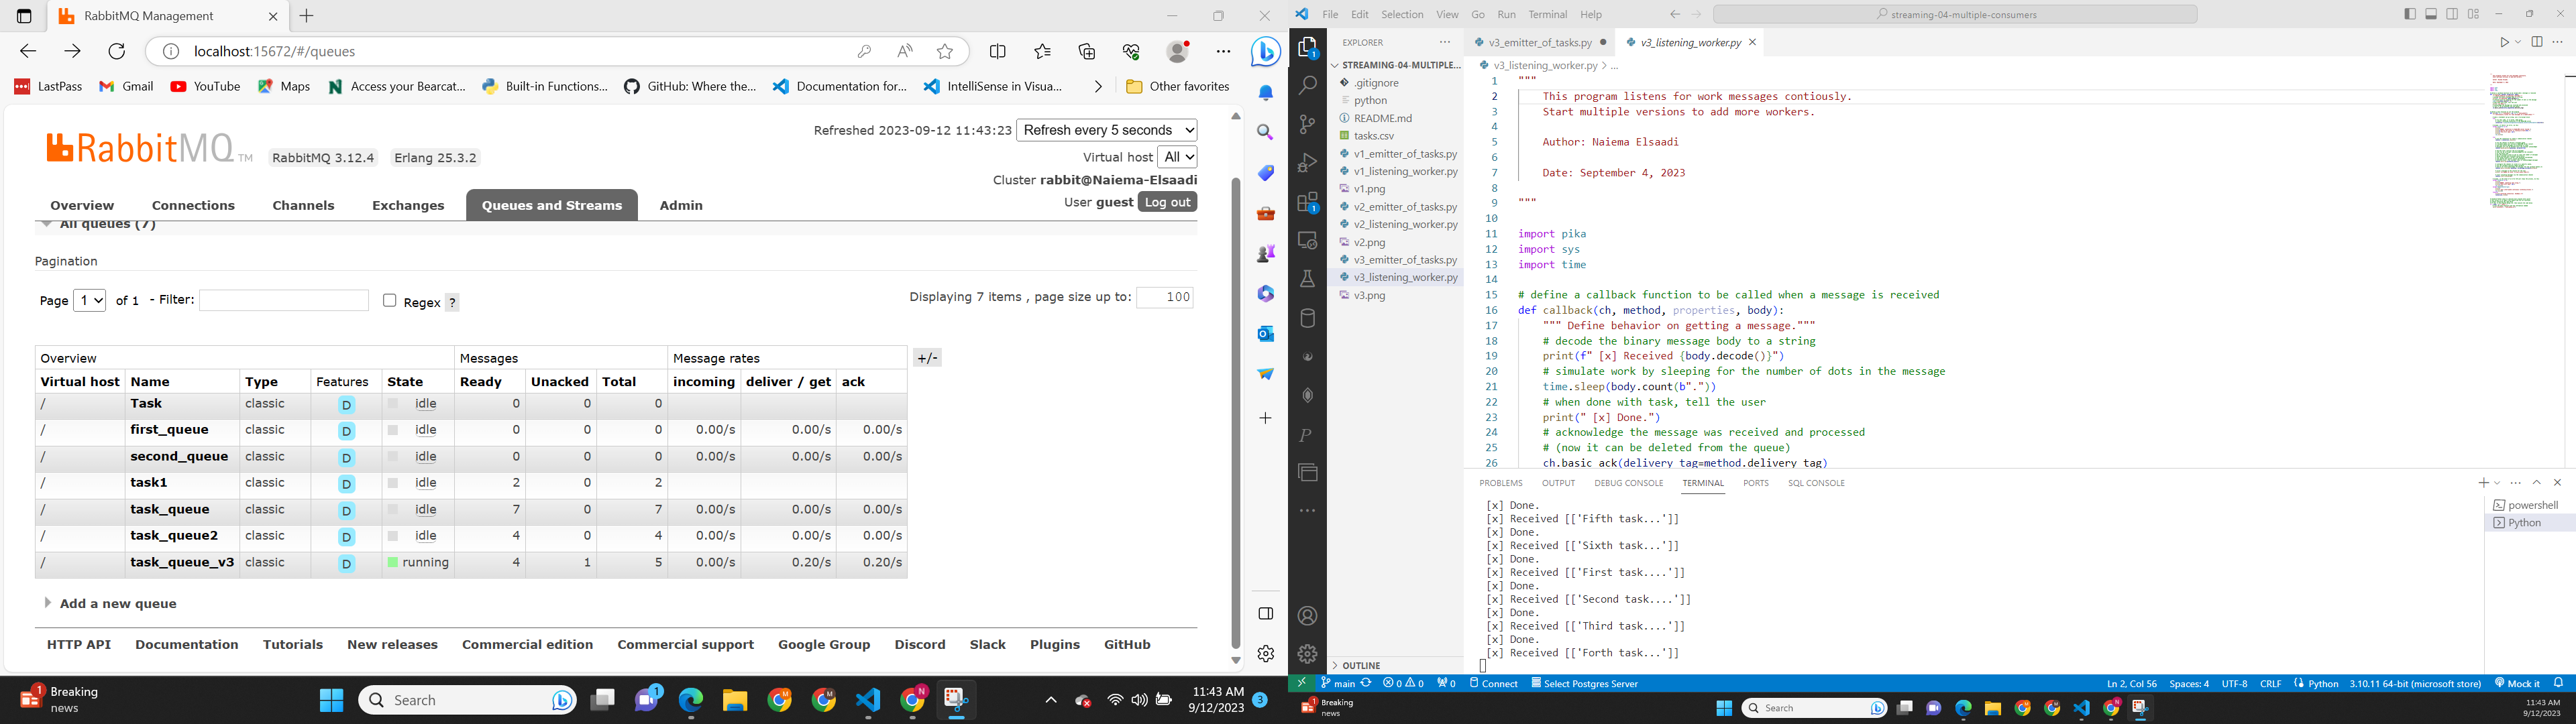 RabbitMQ Management
localhost:15672/#/queues
LastPass Gmail YouTube Maps Access your Bearcat... Built-in Functions... GitHub: Where the... Documentation for... IntelliSense in Visua... Other favorites
Refreshed 2023-09-12 11:43:23 Refresh every 5 seconds
RabbitMQ TM RabbitMQ 3.12.4 Erlang 25.3.2
Virtual host All
Cluster rabbit@Naiema-Elsaadi
User guest Log out
Overview Connections Channels Exchanges Queues and Streams Admin
All queues (7)
Pagination
Page 1 of 1 - Filter: Regex ? Displaying 7 items , page size up to: 100
Overview Messages Message rates +/-
Virtual host Name Type Features State Ready Unacked Total incoming deliver / get ack
/ Task classic D idle 0 0 0
/ first_queue classic D idle 0 0 0 0.00/s 0.00/s 0.00/s
/ second_queue classic D idle 0 0 0 0.00/s 0.00/s 0.00/s
/ task1 classic D idle 2 0 2
/ task_queue classic D idle 7 0 7 0.00/s 0.00/s 0.00/s
/ task_queue2 classic D idle 4 0 4 0.00/s 0.00/s 0.00/s
/ task_queue_v3 classic D running 4 1 5 0.00/s 0.20/s 0.20/s
Add a new queue
HTTP API Documentation Tutorials New releases Commercial edition Commercial support Google Group Discord Slack Plugins GitHub
1 Breaking
news
Search
1
11:43 AM
9/12/2023
3
File Edit Selection View Go Run Terminal Help
streaming-04-multiple-consumers
EXPLORER
STREAMING-04-MULTIPLE...
.gitignore
python
README.md
tasks.csv
v1_emitter_of_tasks.py
v1_listening_worker.py
v1.png
v2_emitter_of_tasks.py
v2_listening_worker.py
v2.png
v3_emitter_of_tasks.py
v3_listening_worker.py
v3.png
OUTLINE
v3_emitter_of_tasks.py v3_listening_worker.py
v3_listening_worker.py > ...
1 """
2 This program listens for work messages contiously.
3 Start multiple versions to add more workers.
4
5 Author: Naiema Elsaadi
6
7 Date: September 4, 2023
8
9 """
10
11 import pika
12 import sys
13 import time
14
15 # define a callback function to be called when a message is received
16 def callback(ch, method, properties, body):
17 """ Define behavior on getting a message."""
18 # decode the binary message body to a string
19 print(f" [x] Received {body.decode()}")
20 # simulate work by sleeping for the number of dots in the message
21 time.sleep(body.count(b"."))
22 # when done with task, tell the user
23 print(" [x] Done.")
24 # acknowledge the message was received and processed
25 # (now it can be deleted from the queue)
26 ch.basic_ack(delivery_tag=method.delivery_tag)
PROBLEMS OUTPUT DEBUG CONSOLE TERMINAL PORTS SQL CONSOLE
[x] Done.
[x] Received [['Fifth task...']]
[x] Done.
[x] Received [['Sixth task...']]
[x] Done.
[x] Received [['First task....']]
[x] Done.
[x] Received [['Second task....']]
[x] Done.
[x] Received [['Third task....']]
[x] Done.
[x] Received [['Forth task...']]
powershell
Python
main 0 0 0 Connect Select Postgres Server Ln 2, Col 56 Spaces: 4 UTF-8 CRLF Python 3.10.11 64-bit (microsoft store) Mock it
Breaking
news
Search
11:43 AM
9/12/2023